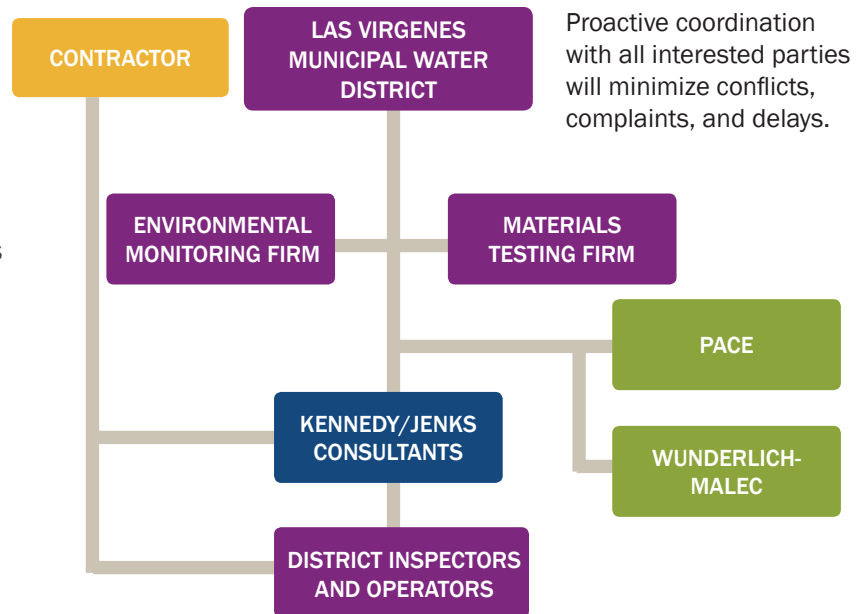 CONTRACTOR
LAS VIRGENES
MUNICIPAL WATER
DISTRICT
Proactive coordination
with all interested parties
will minimize conflicts,
complaints, and delays.
ENVIRONMENTAL
MONITORING FIRM
MATERIALS
TESTING FIRM
s
PACE
KENNEDY/JENKS
CONSULTANTS
WUNDERLICH-
MALEC
DISTRICT INSPECTORS
AND OPERATORS